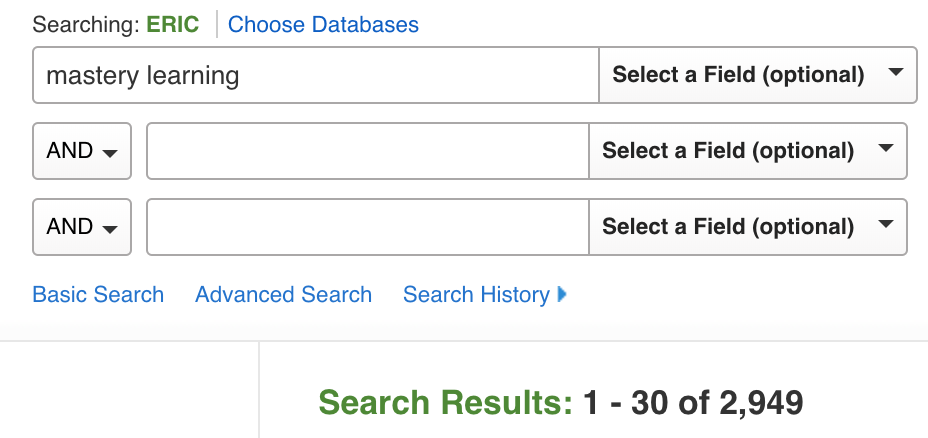 Searching: ERIC Choose Databases
mastery learning Select a Field (optional)
AND Select a Field (optional)
AND Select a Field (optional)
Basic Search Advanced Search Search History
Search Results: 1 - 30 of 2,949